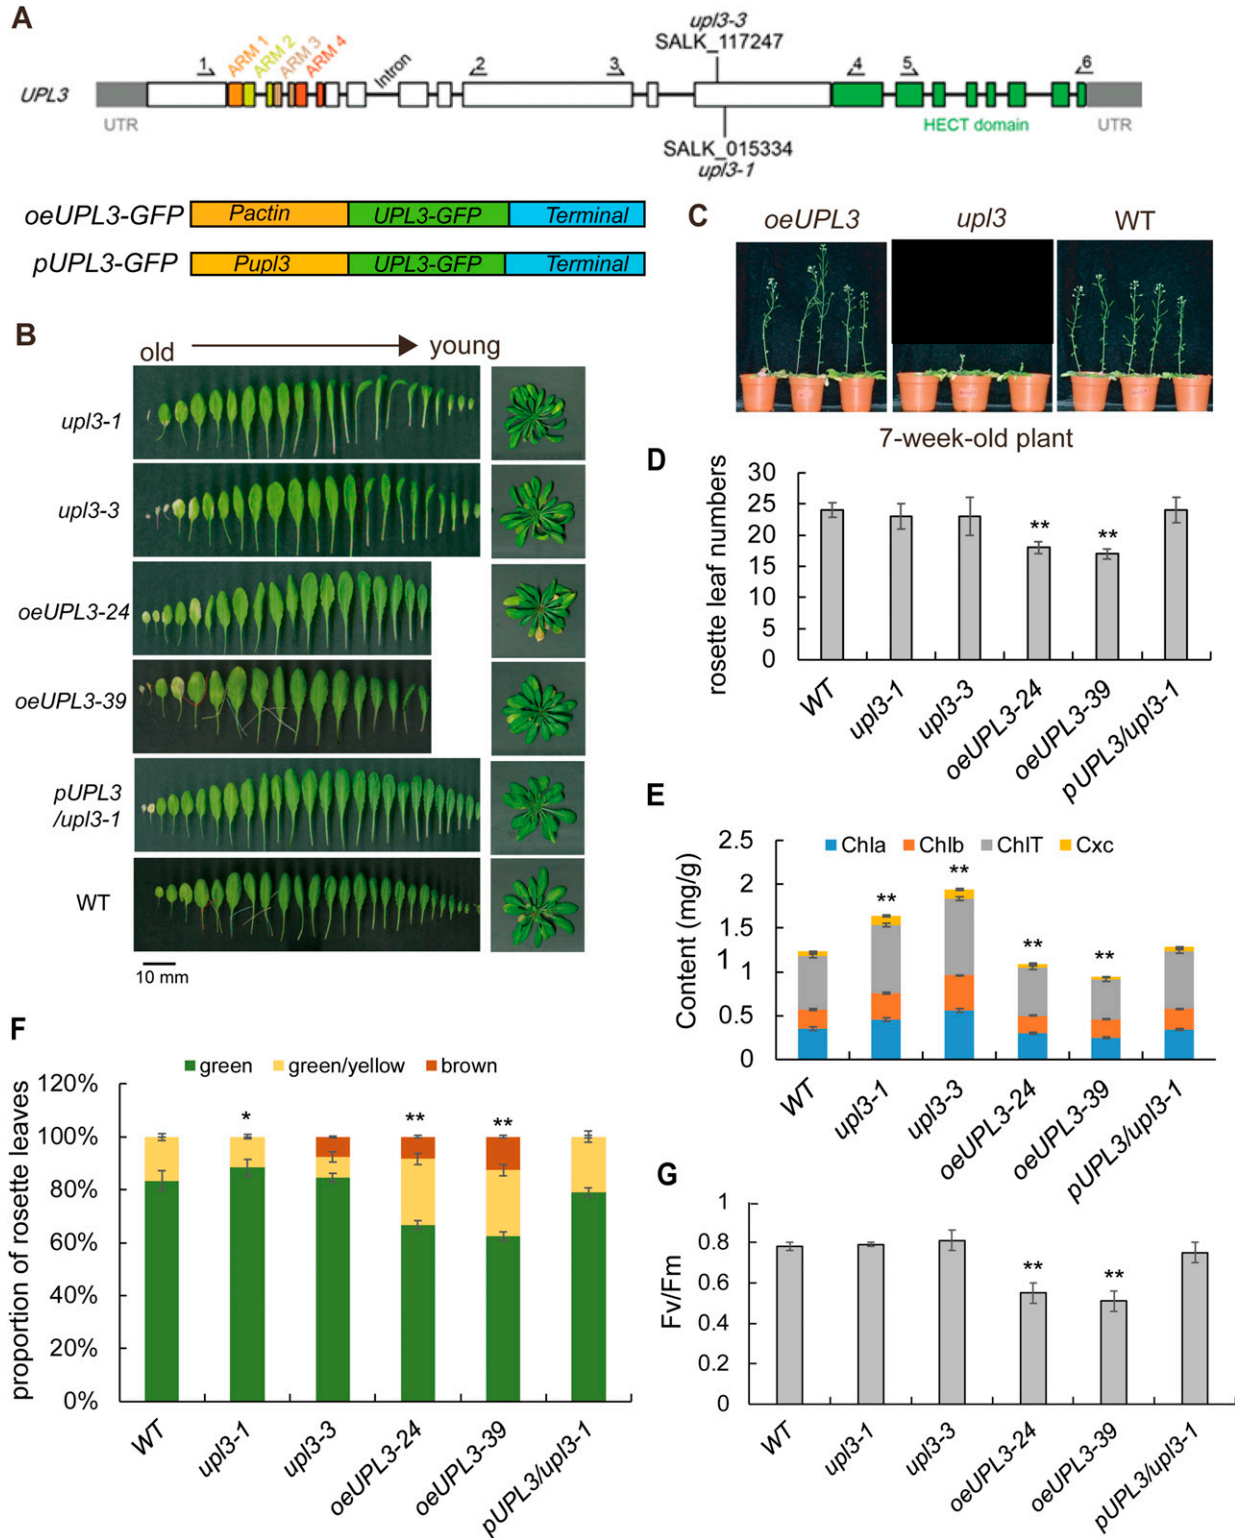 A
upl3-3
SALK_117247
1
ARM 1
ARM 2
ARM 3
ARM 4
Intron
2
3
4
5
6
UPL3
UTR
HECT domain
UTR
SALK_015334
upl3-1
oeUPL3-GFP
Pactin
UPL3-GFP
Terminal
pUPL3-GFP
Pupl3
UPL3-GFP
Terminal
C
oeUPL3
upl3
WT
7-week-old plant
B
old
young
upl3-1
upl3-3
oeUPL3-24
oeUPL3-39
pUPL3
/upl3-1
WT
10 mm
D
rosette leaf numbers
30
25
20
15
10
5
0
**
**
WT
upl3-1
upl3-3
oeUPL3-24
oeUPL3-39
pUPL3/upl3-1
E
Chla
Chlb
ChlT
Cxc
Content (mg/g)
2.5
2
1.5
1
0.5
0
**
**
**
**
WT
upl3-1
upl3-3
oeUPL3-24
oeUPL3-39
pUPL3/upl3-1
F
green
green/yellow
brown
proportion of rosette leaves
120%
100%
80%
60%
40%
20%
0%
*
**
**
WT
upl3-1
upl3-3
oeUPL3-24
oeUPL3-39
pUPL3/upl3-1
G
Fv/Fm
1
0.8
0.6
0.4
0.2
0
**
**
WT
upl3-1
upl3-3
oeUPL3-24
oeUPL3-39
pUPL3/upl3-1